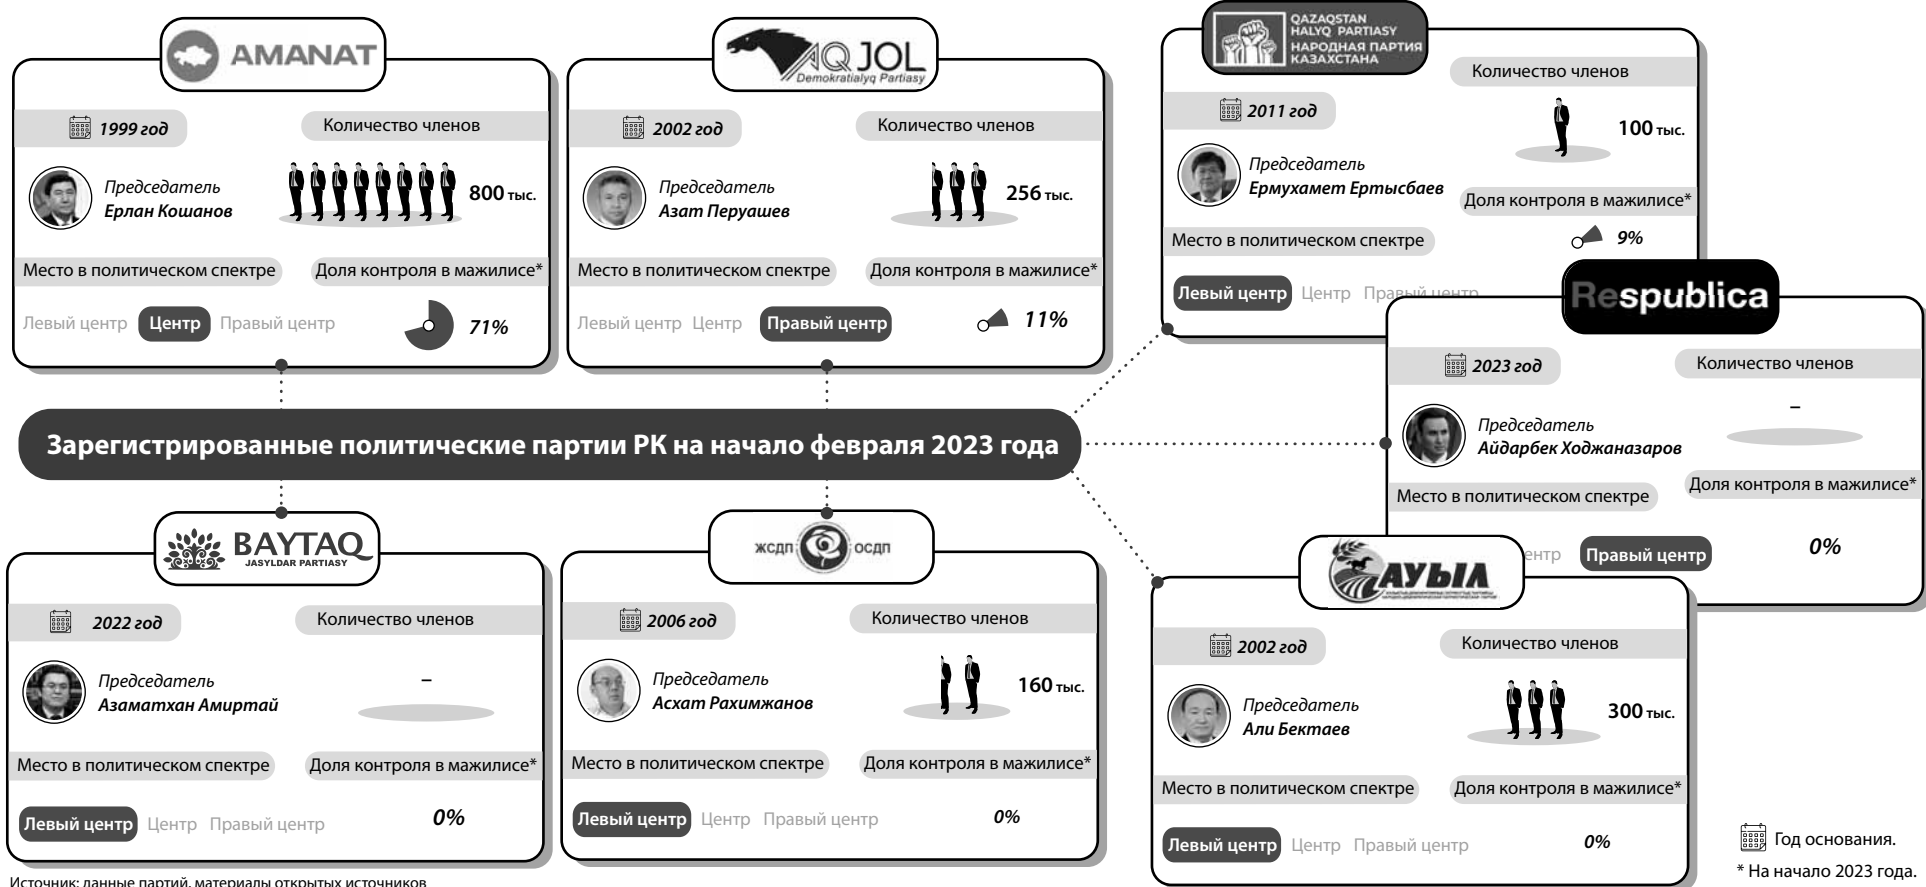 AMANAT
1999 год
Количество членов
Председатель
Ерлан Кошанов
800 тыс.
Место в политическом спектре
Доля контроля в мажилисе*
Левый центр Центр Правый центр
71%
AQ JOL
Demokratialyq Partiasy
2002 год
Количество членов
Председатель
Азат Перуашев
256 тыс.
Место в политическом спектре
Доля контроля в мажилисе*
Левый центр Центр Правый центр
11%
QAZAQSTAN
HALYQ PARTIASY
НАРОДНАЯ ПАРТИЯ
КАЗАХСТАНА
2011 год
Количество членов
100 тыс.
Председатель
Ермухамет Ертысбаев
Доля контроля в мажилисе*
9%
Место в политическом спектре
Левый центр Центр Правый центр
Respublica
2023 год
Количество членов
–
Председатель
Айдарбек Ходжаназаров
Доля контроля в мажилисе*
Место в политическом спектре
ентр Правый центр
0%
Зарегистрированные политические партии РК на начало февраля 2023 года
BAYTAQ
JASYLDAR PARTIASY
2022 год
Количество членов
–
Председатель
Азаматхан Амиртай
Место в политическом спектре
Доля контроля в мажилисе*
Левый центр Центр Правый центр
0%
ЖСДП ОСДП
2006 год
Количество членов
Председатель
Асхат Рахимжанов
160 тыс.
Место в политическом спектре
Доля контроля в мажилисе*
Левый центр Центр Правый центр
0%
АУЫЛ
2002 год
Количество членов
Председатель
Али Бектаев
300 тыс.
Место в политическом спектре
Доля контроля в мажилисе*
Левый центр Центр Правый центр
0%
Год основания.
* На начало 2023 года.
Источник: данные партий, материалы открытых источников